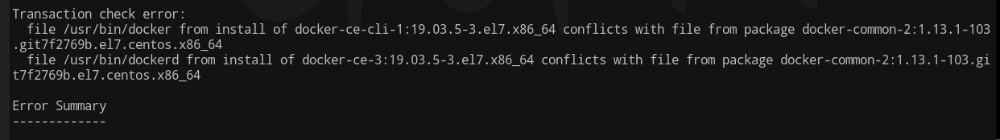 Transaction check error:
  file /usr/bin/docker from install of docker-ce-cli-1:19.03.5-3.el7.x86_64 conflicts with file from package docker-common-2:1.13.1-103
.git7f2769b.el7.centos.x86_64
  file /usr/bin/dockerd from install of docker-ce-3:19.03.5-3.el7.x86_64 conflicts with file from package docker-common-2:1.13.1-103.gi
t7f2769b.el7.centos.x86_64

Error Summary
-------------